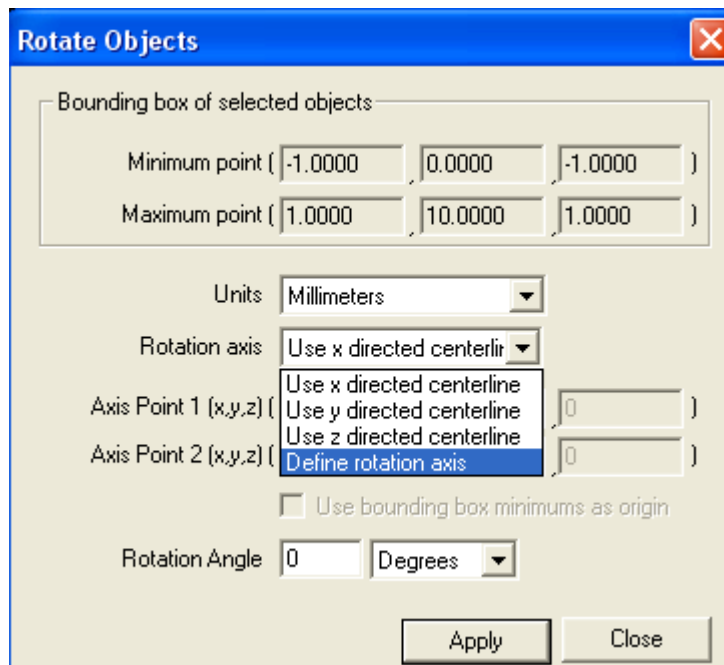 Rotate Objects
Bounding box of selected objects
Minimum point ( -1.0000 , 0.0000 , -1.0000 )
Maximum point ( 1.0000 , 10.0000 , 1.0000 )
Units Millimeters
Rotation axis Use x directed centerlir
Use x directed centerline
Axis Point 1 (x,y,z) ( Use y directed centerline , 0 )
Use z directed centerline
Axis Point 2 (x,y,z) ( Define rotation axis , 0 )
Use bounding box minimums as origin
Rotation Angle 0 Degrees
Apply Close